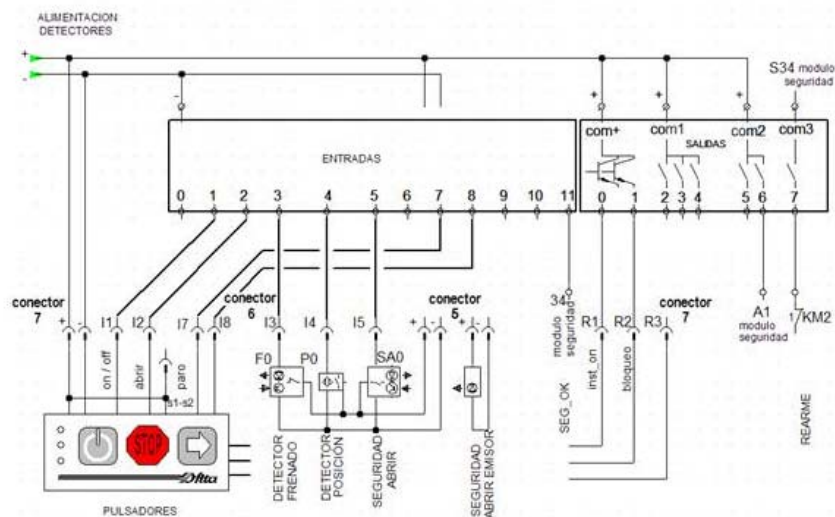 ALIMENTACION
DETECTORES
+
-
S34 modulo
seguridad
-
+
+
+
com+
com1
com2
com3
ENTRADAS
SALIDAS
0 1 2 3 4 5 6 7 8 9 10 11
0 1 2 3 4 5 6 7
conector
7
+ -
I1
I2
I7
I8
conector
6
I3
I4
I5
+ -
conector
5
+ -
34
modulo
seguridad
SEG_OK
R1
R2
R3
conector
7
A1
modulo
seguridad
KM2
on / off
abrir
paro
s1-s2
F0
P0
SA0
inst_on
bloqueo
REARME
STOP
DETECTOR
FRENADO
DETECTOR
POSICIÓN
SEGURIDAD
ABRIR
SEGURIDAD
ABRIR EMISOR
PULSADORES